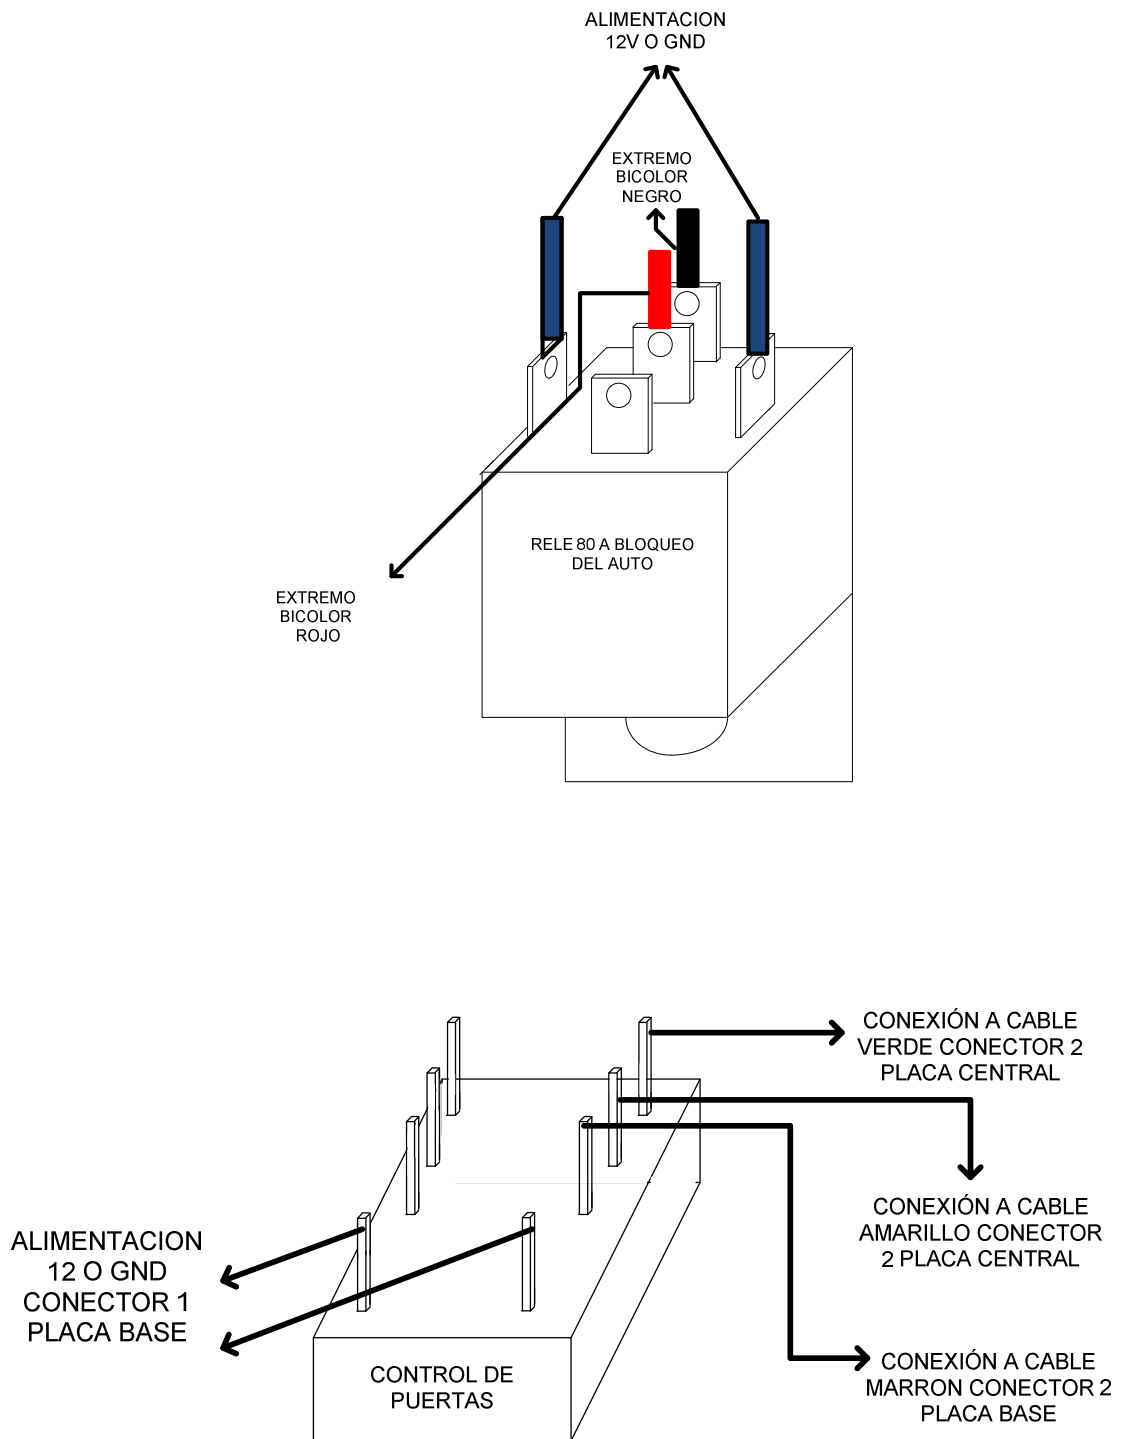 ALIMENTACION
12V O GND
EXTREMO
BICOLOR
NEGRO
RELE 80 A BLOQUEO
DEL AUTO
EXTREMO
BICOLOR
ROJO
CONEXIÓN A CABLE
VERDE CONECTOR 2
PLACA CENTRAL
CONEXIÓN A CABLE
AMARILLO CONECTOR
2 PLACA CENTRAL
ALIMENTACION
12 O GND
CONECTOR 1
PLACA BASE
CONEXIÓN A CABLE
MARRON CONECTOR 2
PLACA BASE
CONTROL DE
PUERTAS